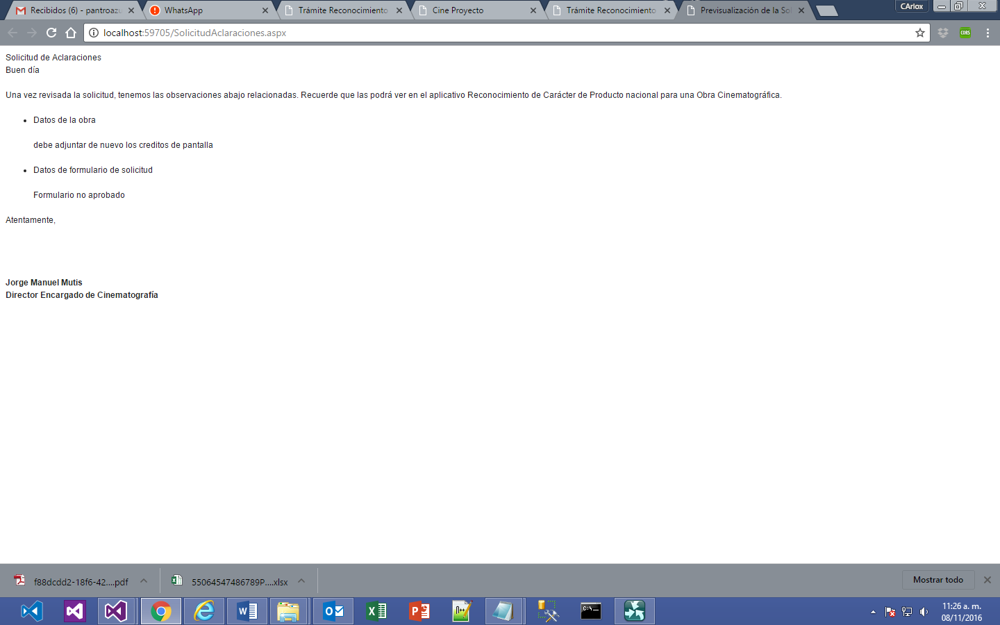 Recibidos (6) - pantroazu
WhatsApp
Trámite Reconocimiento
Cine Proyecto
Trámite Reconocimiento
Previsualización de la Sol
CArlox
localhost:59705/SolicitudAclaraciones.aspx
CORS
Solicitud de Aclaraciones
Buen día
Una vez revisada la solicitud, tenemos las observaciones abajo relacionadas. Recuerde que las podrá ver en el aplicativo Reconocimiento de Carácter de Producto nacional para una Obra Cinematográfica.
Datos de la obra
debe adjuntar de nuevo los creditos de pantalla
Datos de formulario de solicitud
Formulario no aprobado
Atentamente,
Jorge Manuel Mutis
Director Encargado de Cinematografía
f88dcdd2-18f6-42....pdf
55064547486789P....xlsx
Mostrar todo
11:26 a. m.
08/11/2016